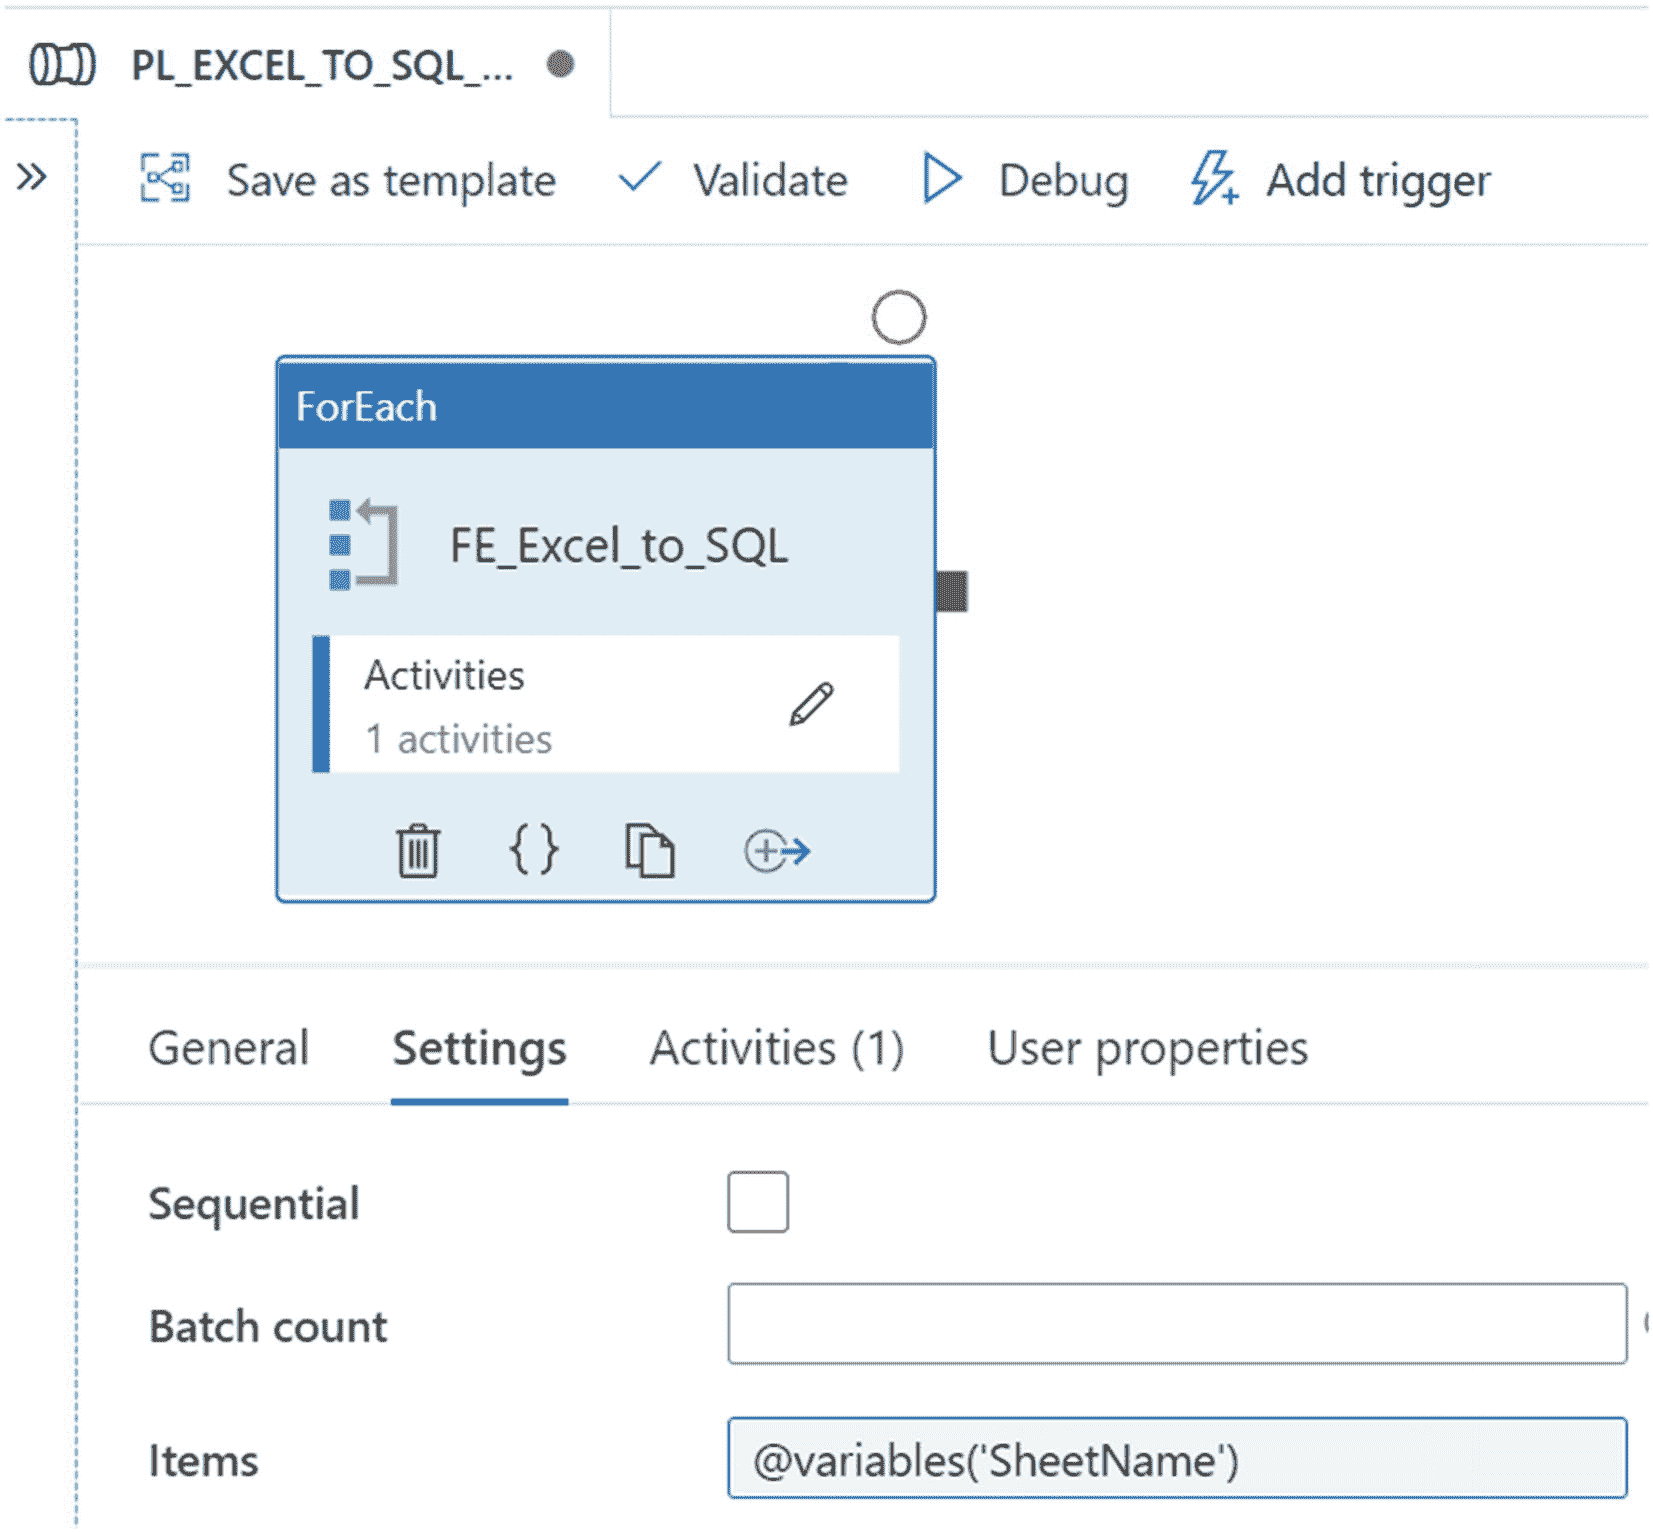 PL_EXCEL_TO_SQL_...
Save as template Validate Debug Add trigger
ForEach
FE_Excel_to_SQL
Activities
1 activities
General Settings Activities (1) User properties
Sequential
Batch count
Items @variables('SheetName')